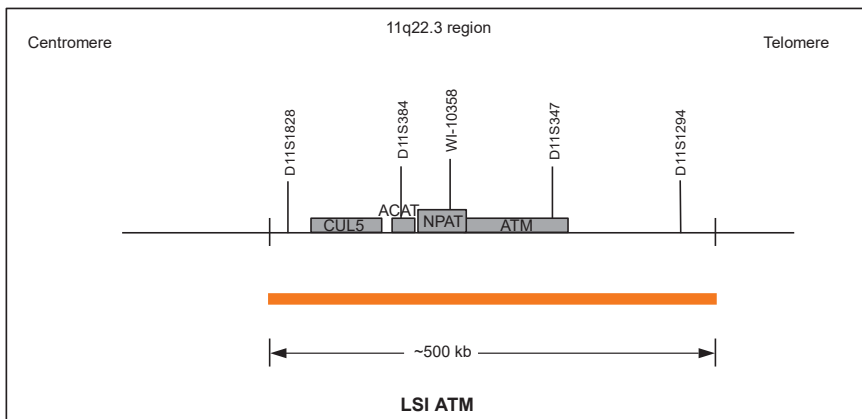 11q22.3 region
Centromere
Telomere
D11S1828
D11S384
WI-10358
D11S347
D11S1294
ACAT
CUL5
NPAT
ATM
~500 kb
LSI ATM